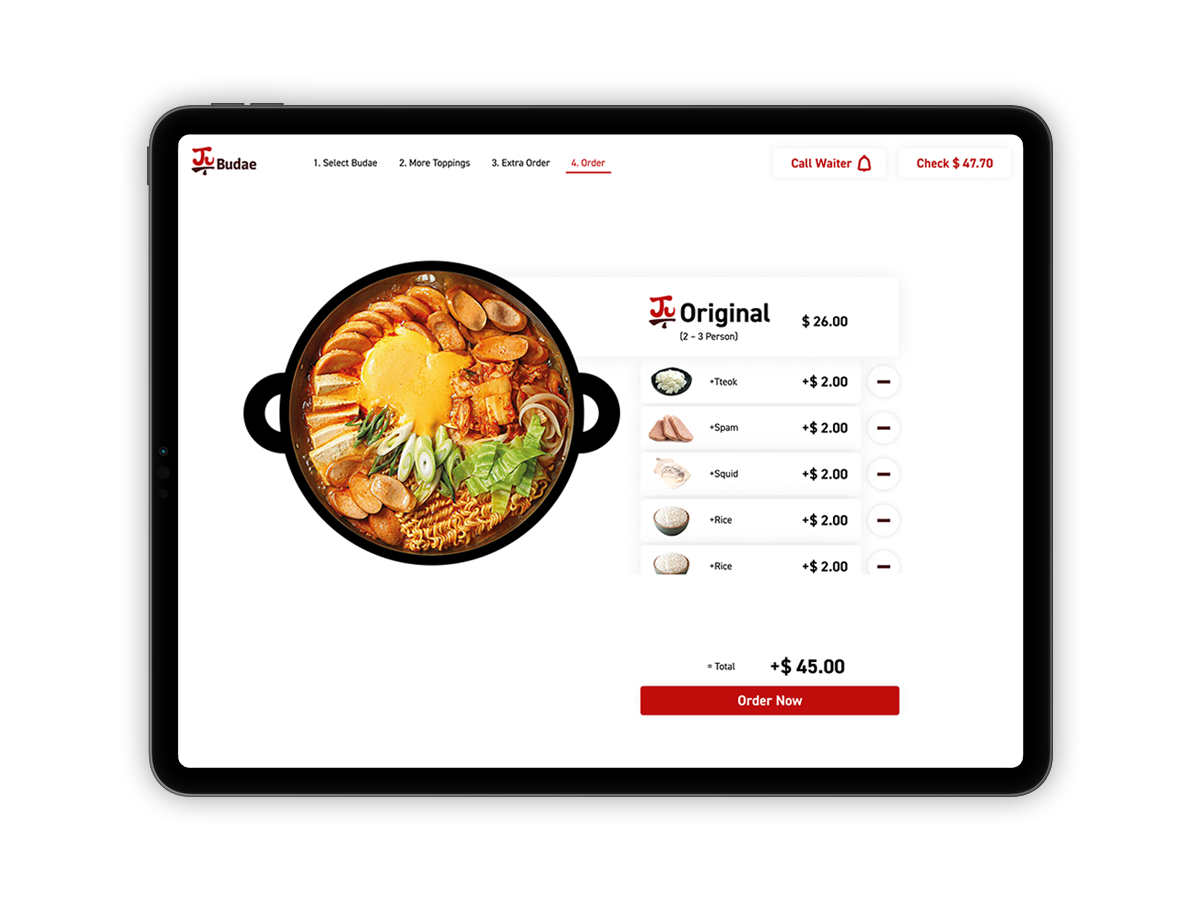 Ju Budae
1. Select Budae
2. More Toppings
3. Extra Order
4. Order
Call Waiter
Check $ 47.70
Ju Original
(2 – 3 Person)
$ 26.00
+Tteok +$ 2.00
+Spam +$ 2.00
+Squid +$ 2.00
+Rice +$ 2.00
+Rice +$ 2.00
= Total +$ 45.00
Order Now